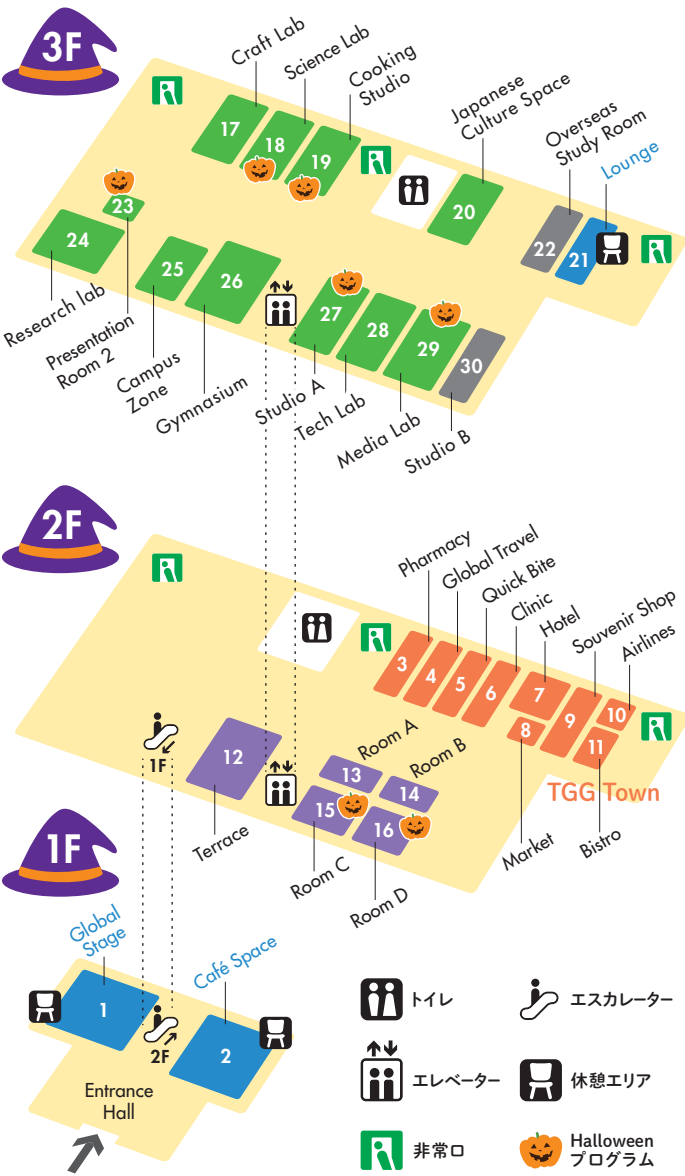 3F
Craft Lab
Science Lab
Cooking
Studio
Japanese
Culture Space
Overseas
Study Room
Lounge
17
18
19
20
22
21
23
24
25
26
27
28
29
30
Research lab
Presentation
Room 2
Campus
Zone
Gymnasium
Studio A
Tech Lab
Media Lab
Studio B
2F
Pharmacy
Global Travel
Quick Bite
Clinic
Hotel
Souvenir Shop
Airlines
3
4
5
6
7
8
9
10
11
TGG Town
Market
Bistro
1F
12
Terrace
Room A
13
Room B
14
15
16
Room C
Room D
1F
Global
Stage
1
Café Space
2
2F
Entrance
Hall
トイレ
エスカレーター
エレベーター
休憩エリア
非常口
Halloween
プログラム